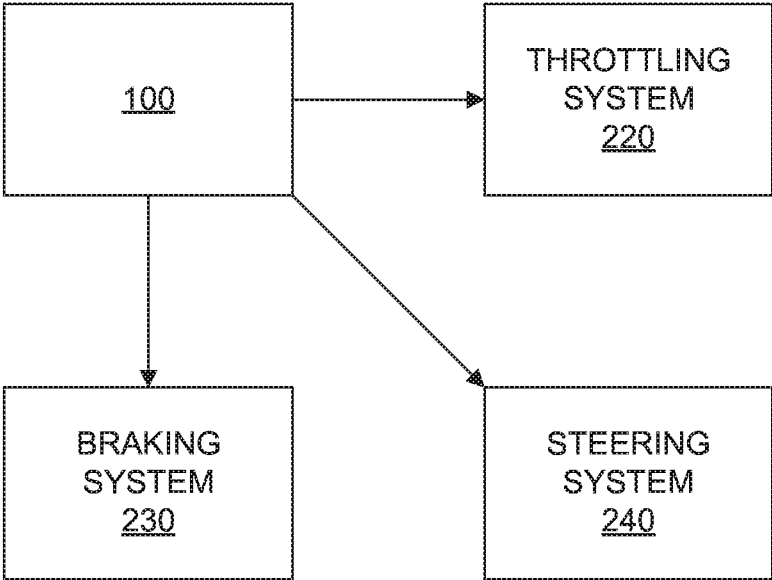 100
THROTTLING
SYSTEM
220
BRAKING
SYSTEM
230
STEERING
SYSTEM
240